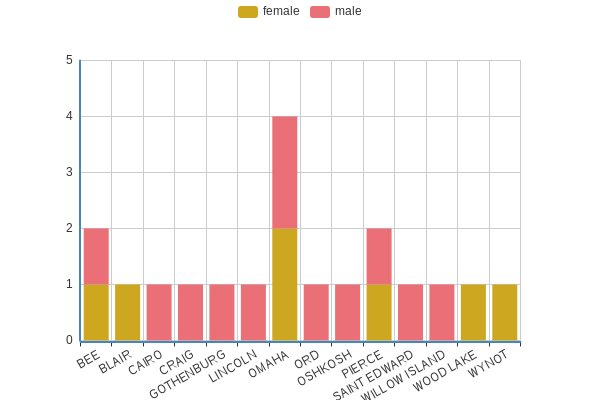 female male
5
4
3
2
1
0
BEE
BLAIR
CAIRO
CRAIG
GOTHENBURG
LINCOLN
OMAHA
ORD
OSHKOSH
PIERCE
SAINT EDWARD
WILLOW ISLAND
WOOD LAKE
WYNOT